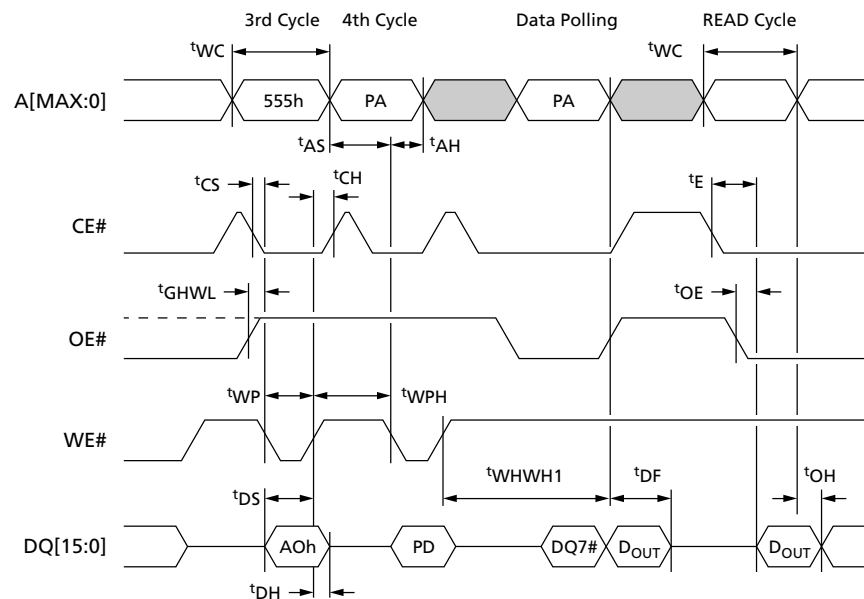 3rd Cycle 4th Cycle Data Polling READ Cycle
tWC tWC
A[MAX:0] 555h PA PA
tAS tAH
tCS tCH tE
CE#
tGHWL tOE
OE#
tWP tWPH
WE#
tWHWH1 tDF tOH
tDS
DQ[15:0] AOh PD DQ7# DOUT DOUT
tDH